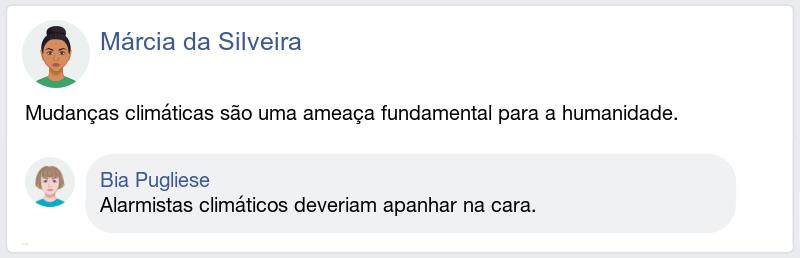 Márcia da Silveira
Mudanças climáticas são uma ameaça fundamental para a humanidade.
Bia Pugliese
Alarmistas climáticos deveriam apanhar na cara.